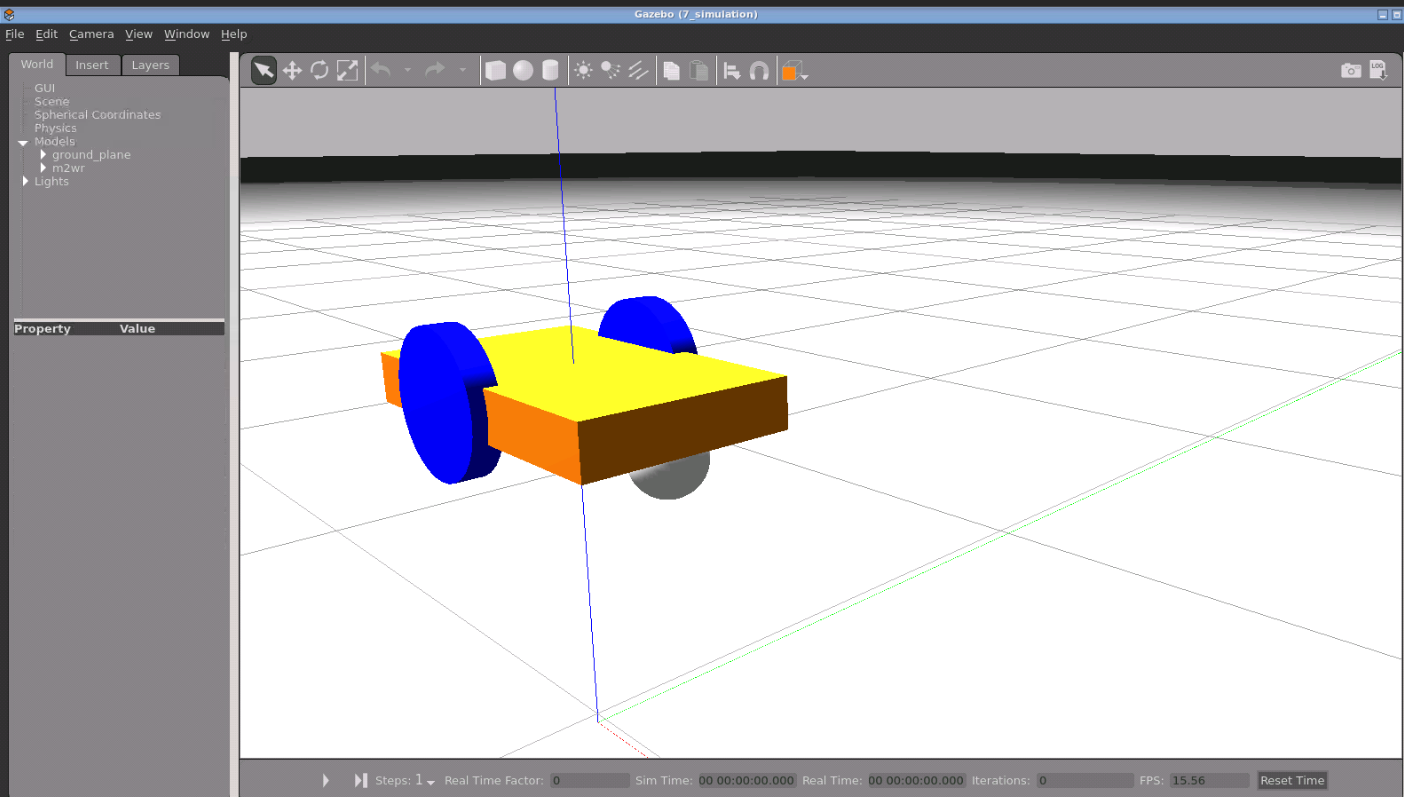 Gazebo (7_simulation)
File Edit Camera View Window Help
World Insert Layers
LOG
GUI
Scene
Spherical Coordinates
Physics
Models
ground_plane
m2wr
Lights
Property Value
Steps: 1 Real Time Factor: 0 Sim Time: 00 00:00:00.000 Real Time: 00 00:00:00.000 Iterations: 0 FPS: 15.56 Reset Time